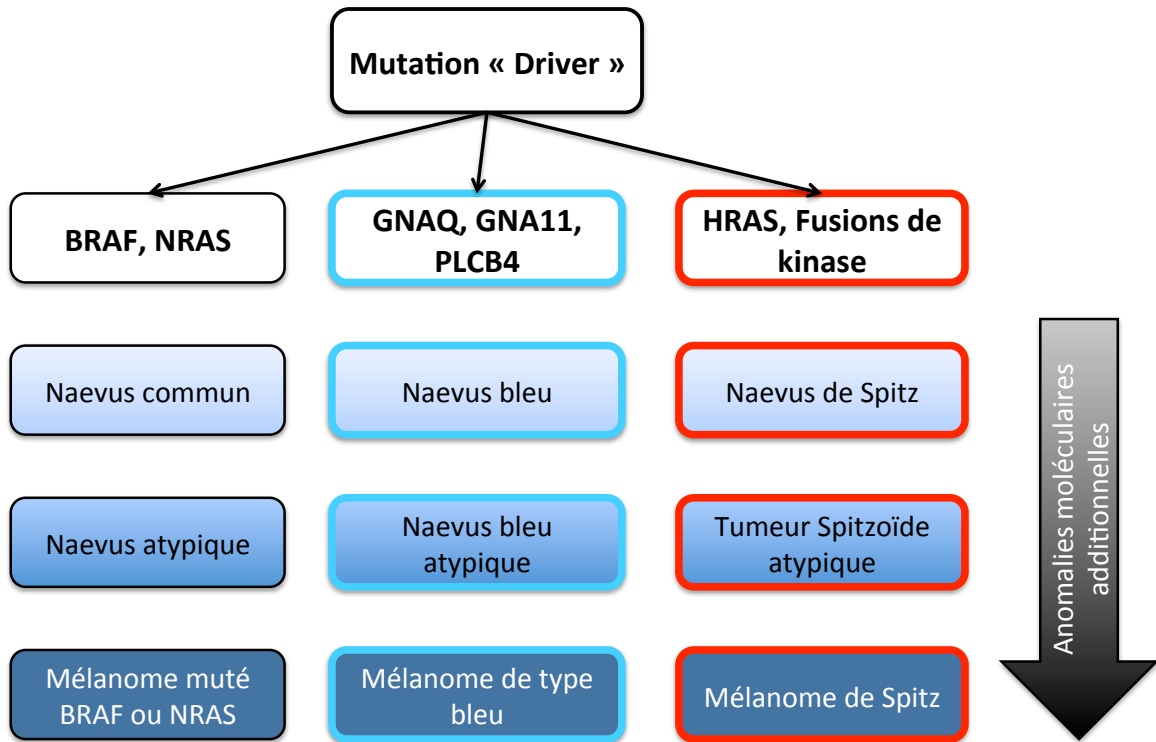 Mutation « Driver »
BRAF, NRAS
GNAQ, GNA11,
PLCB4
HRAS, Fusions de
kinase
Naevus commun
Naevus bleu
Naevus de Spitz
Naevus atypique
Naevus bleu
atypique
Tumeur Spitzoïde
atypique
Mélanome muté
BRAF ou NRAS
Mélanome de type
bleu
Mélanome de Spitz
Anomalies moléculaires
additionnelles